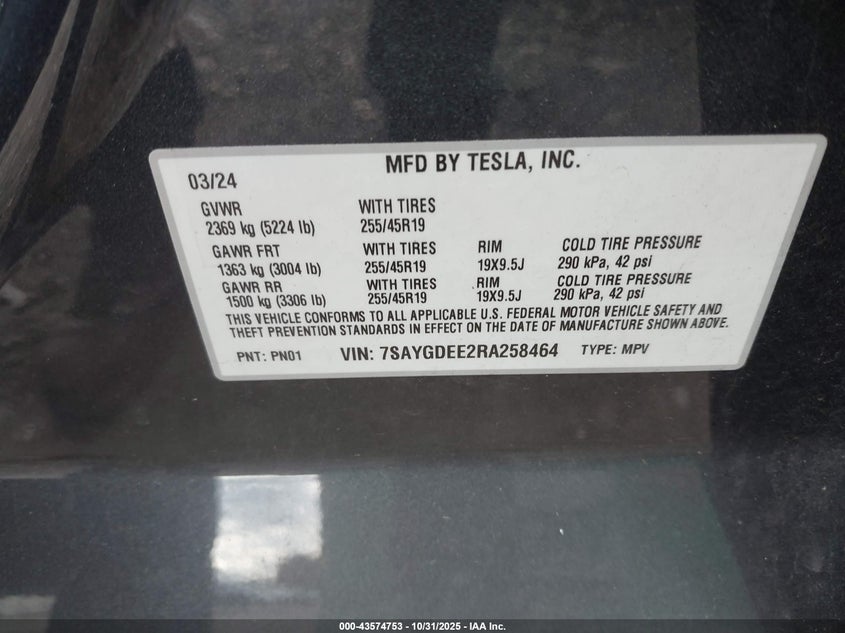 MFD BY TESLA, INC.
03/24
GVWR WITH TIRES
2369 kg (5224 lb) 255/45R19
GAWR FRT WITH TIRES RIM COLD TIRE PRESSURE
1363 kg (3004 lb) 255/45R19 19X9.5J 290 kPa, 42 psi
GAWR RR WITH TIRES RIM COLD TIRE PRESSURE
1500 kg (3306 lb) 255/45R19 19X9.5J 290 kPa, 42 psi
THIS VEHICLE CONFORMS TO ALL APPLICABLE U.S. FEDERAL MOTOR VEHICLE SAFETY AND
THEFT PREVENTION STANDARDS IN EFFECT ON THE DATE OF MANUFACTURE SHOWN ABOVE.
PNT: PN01 VIN: 7SAYGDEE2RA258464 TYPE: MPV
000-43574753 - 10/31/2025 - IAA Inc.